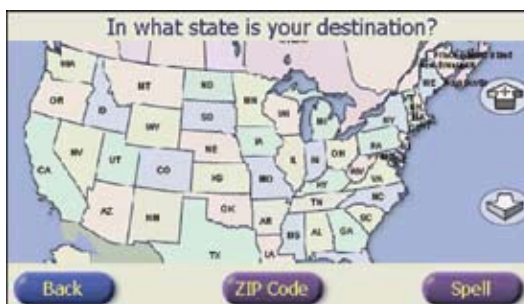 In what state is your destination?
WA
MT
ND
MN
ME
OR
ID
SD
WI
MI
NY
WY
IA
PA
NV
NE
IL
IN
OH
UT
CO
KS
MO
WV
VA
CA
KY
NC
AZ
NM
OK
AR
TN
SC
MS
AL
GA
TX
LA
Back
ZIP Code
Spell